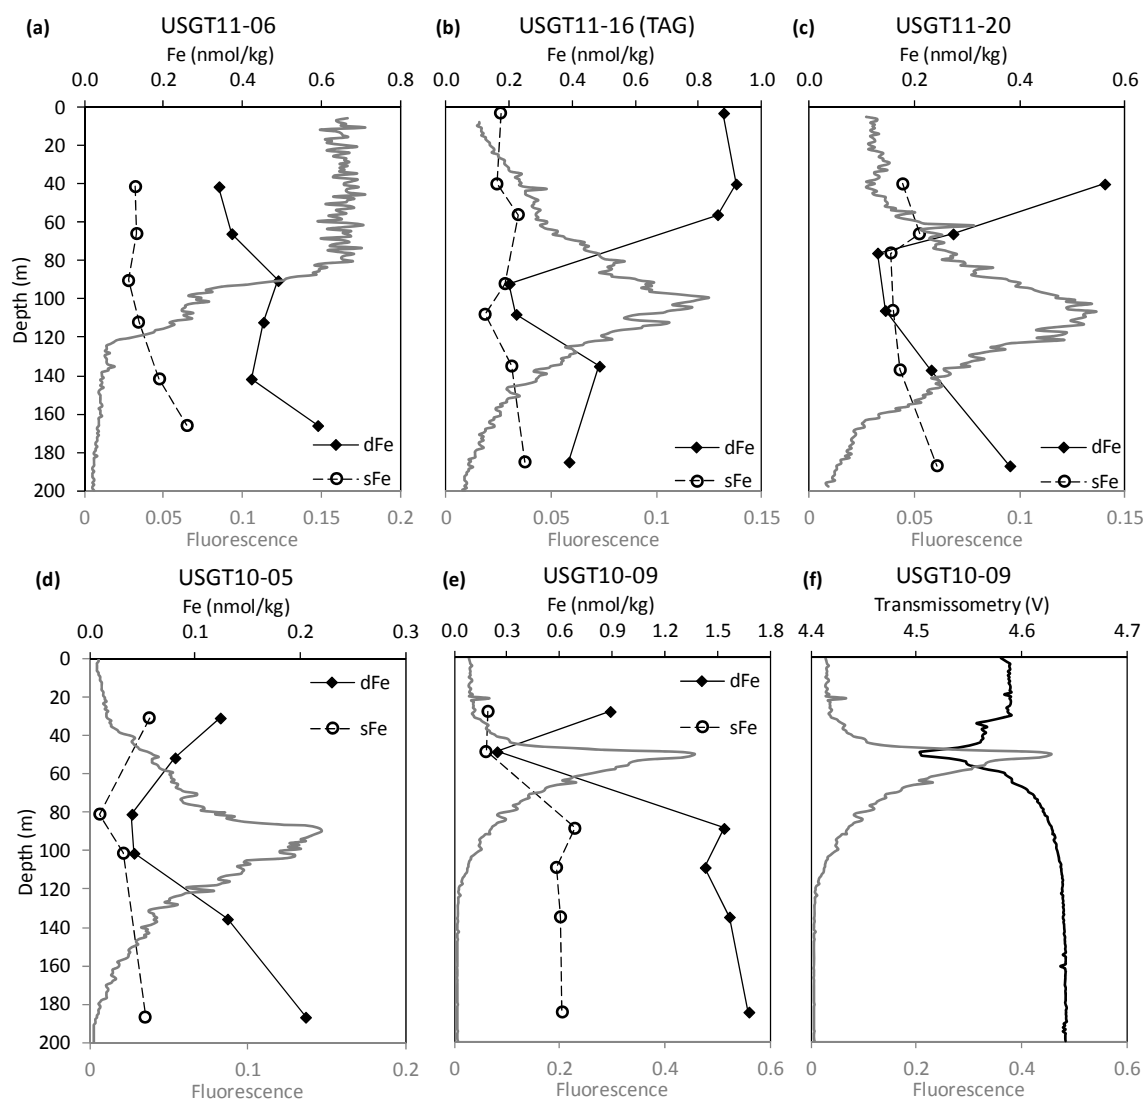 (a) USGT11-06
Fe (nmol/kg)
0.0 0.2 0.4 0.6 0.8
0
20
40
60
80
100
120
140
160
180
200
Depth (m)
dFe
sFe
0 0.05 0.1 0.15 0.2
Fluorescence
(b) USGT11-16 (TAG)
Fe (nmol/kg)
0.0 0.2 0.4 0.6 0.8 1.0
dFe
sFe
0 0.05 0.1 0.15
Fluorescence
(c) USGT11-20
Fe (nmol/kg)
0.0 0.2 0.4 0.6
dFe
sFe
0 0.05 0.1 0.15
Fluorescence
(d) USGT10-05
Fe (nmol/kg)
0.0 0.1 0.2 0.3
0
20
40
60
80
100
120
140
160
180
200
Depth (m)
dFe
sFe
0 0.1 0.2
Fluorescence
(e) USGT10-09
Fe (nmol/kg)
0.0 0.3 0.6 0.9 1.2 1.5 1.8
dFe
sFe
0 0.2 0.4 0.6
Fluorescence
(f) USGT10-09
Transmissometry (V)
4.4 4.5 4.6 4.7
0 0.2 0.4 0.6
Fluorescence